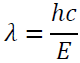 λ = hc/E